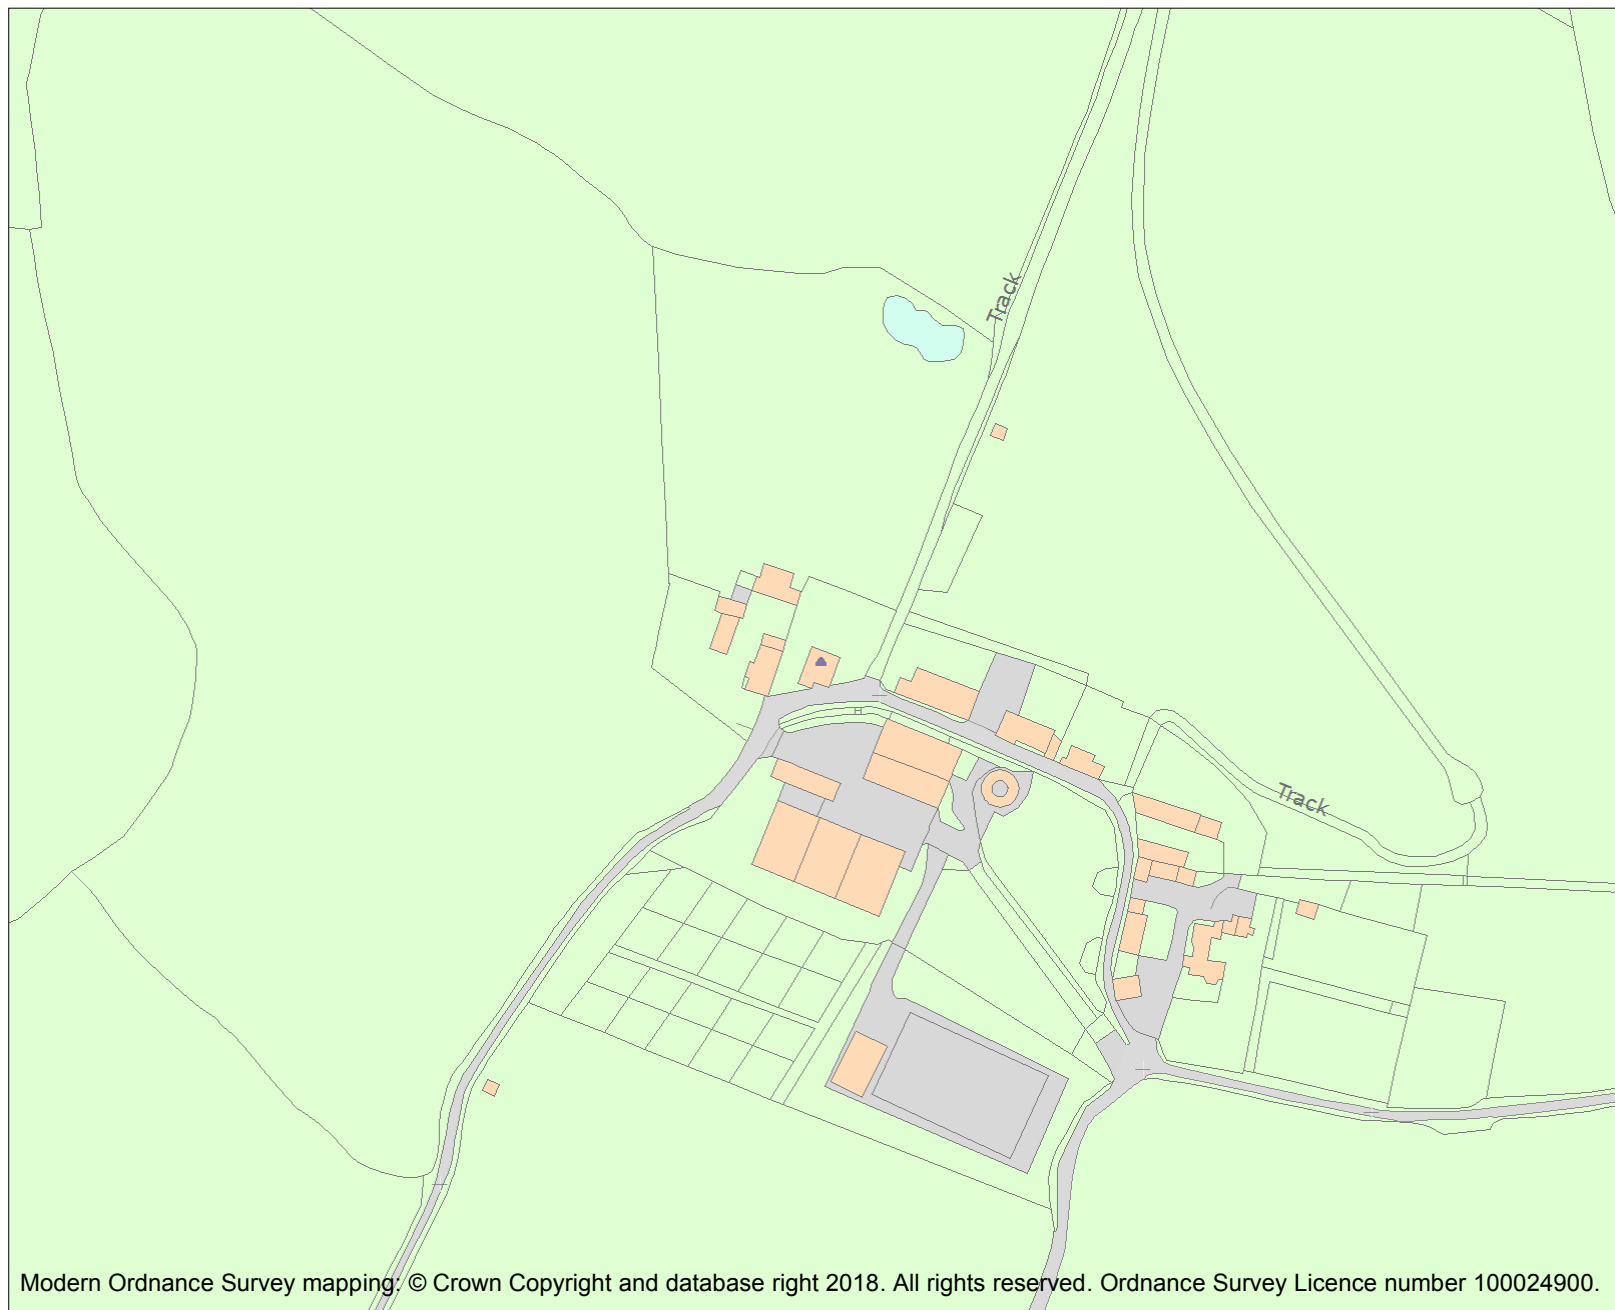 Track
H
Track
Modern Ordnance Survey mapping: © Crown Copyright and database right 2018. All rights reserved. Ordnance Survey Licence number 100024900.